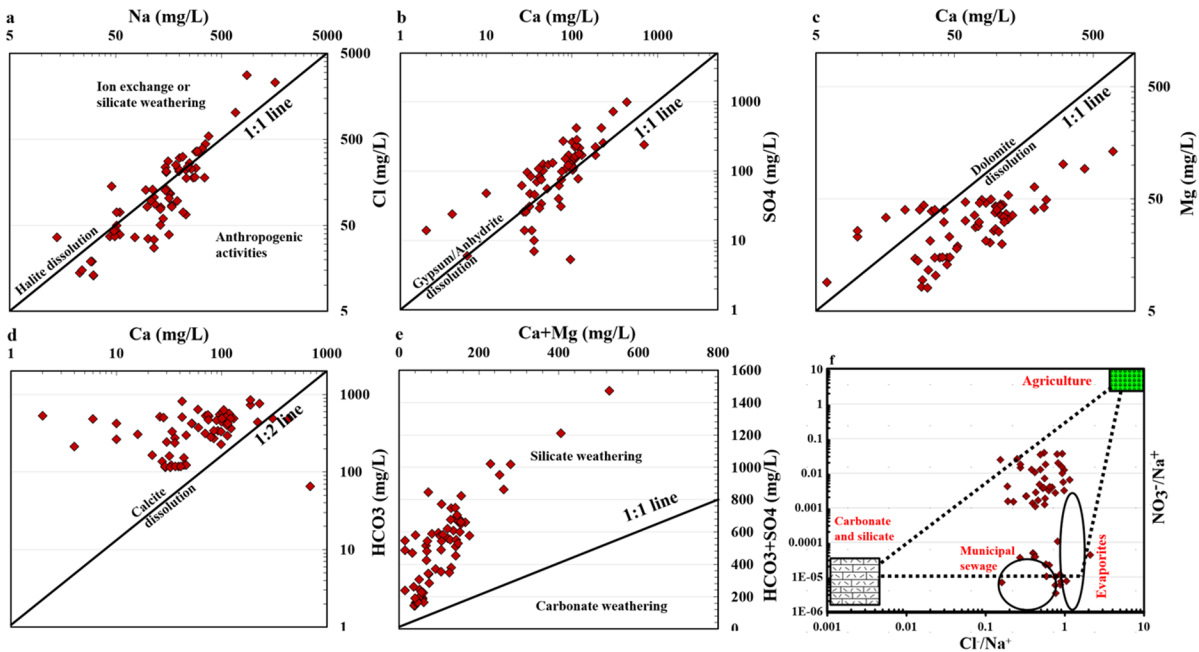 a
Na (mg/L)
5
50
500
5000
Ion exchange or
silicate weathering
1:1 line
Halite dissolution
Anthropogenic
activities
5000
500
50
5
Cl (mg/L)
b
Ca (mg/L)
1
10
100
1000
1:1 line
Gypsum/Anhydrite
dissolution
1000
100
10
1
SO4 (mg/L)
c
Ca (mg/L)
5
50
500
1:1 line
Dolomite
dissolution
500
50
5
Mg (mg/L)
d
Ca (mg/L)
1
10
100
1000
1:2 line
Calcite
dissolution
1000
100
10
1
HCO3 (mg/L)
e
Ca+Mg (mg/L)
0
200
400
600
800
Silicate weathering
1:1 line
Carbonate weathering
1600
1400
1200
1000
800
600
400
200
0
HCO3+SO4 (mg/L)
f
10
1
0.1
0.01
0.001
0.0001
1E-05
1E-06
Agriculture
Carbonate
and silicate
Municipal
sewage
Evaporites
0.001
0.01
0.1
1
10
Cl⁻/Na⁺
NO3⁻/Na⁺